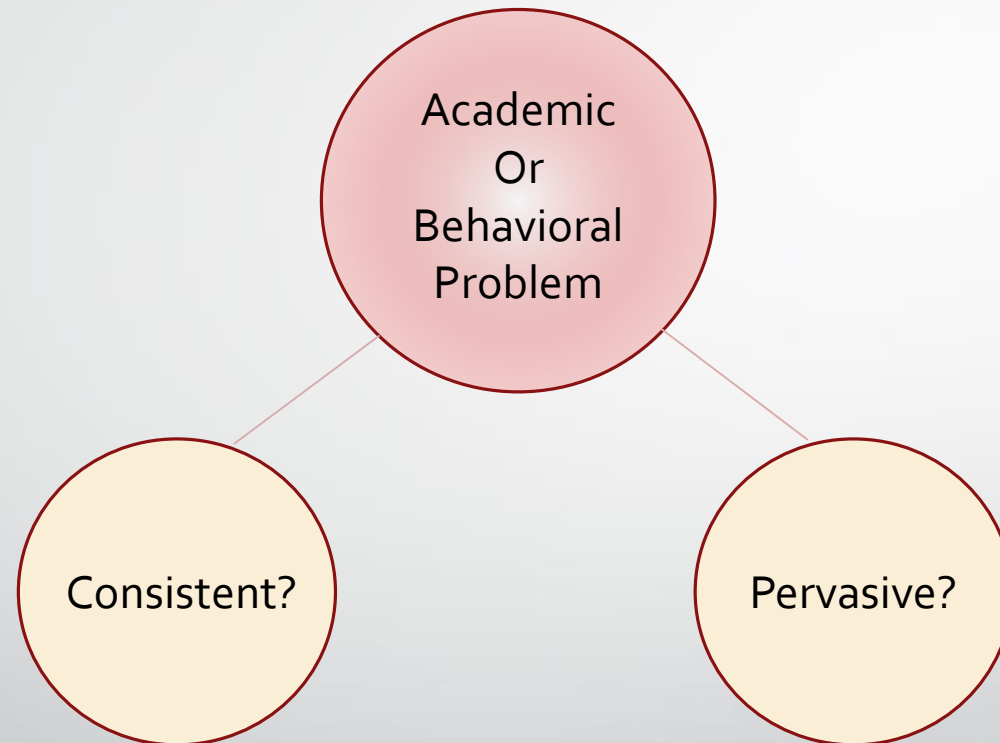 Academic
Or
Behavioral
Problem
Consistent?
Pervasive?